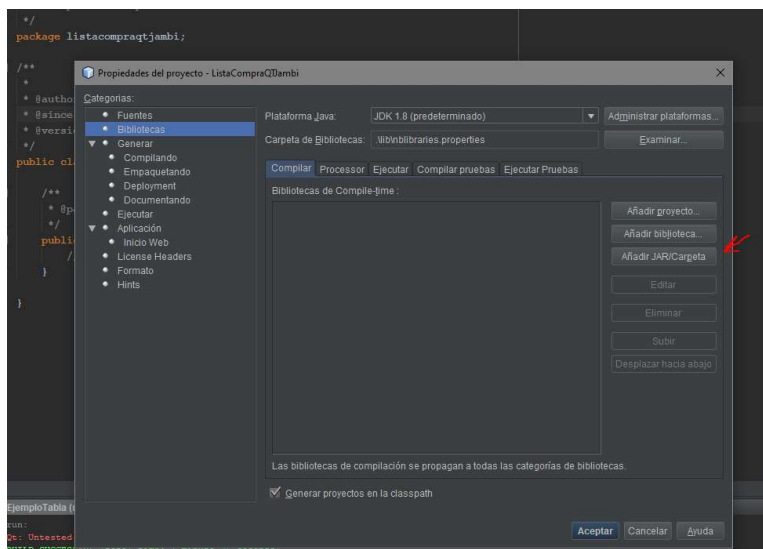 */
package listacompraqtjambi;
/**
*
* @autho
* @since
* @versi
*/
public cl
/**
* @p
*/
publi
/
}
}
Propiedades del proyecto - ListaCompraQTJambi
Categorías:
Fuentes
Bibliotecas
Generar
Compilando
Empaquetando
Deployment
Documentando
Ejecutar
Aplicación
Inicio Web
License Headers
Formato
Hints
Plataforma Java: JDK 1.8 (predeterminado) Administrar plataformas...
Carpeta de Bibliotecas: .\lib\nblibraries.properties Examinar...
Compilar Processor Ejecutar Compilar pruebas Ejecutar Pruebas
Bibliotecas de Compile-time :
Añadir proyecto...
Añadir biblioteca...
Añadir JAR/Carpeta
Editar
Eliminar
Subir
Desplazar hacia abajo
Las bibliotecas de compilación se propagan a todas las categorías de bibliotecas.
Generar proyectos en la classpath
Aceptar Cancelar Ayuda
EjemploTabla (
run:
Qt: Untested